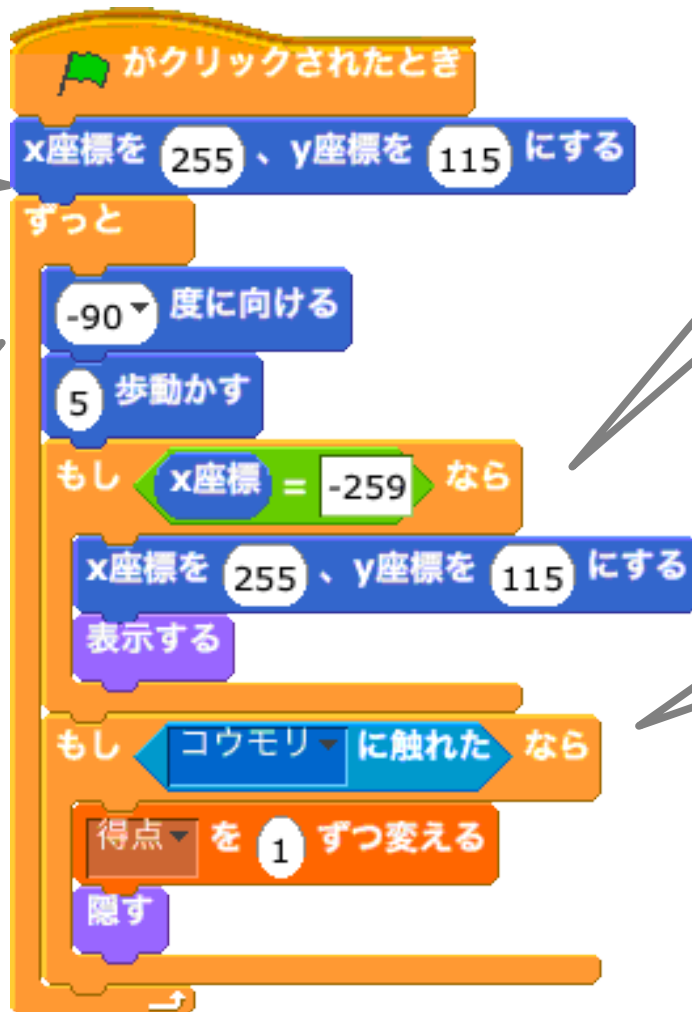 がクリックされたとき
x座標を 255 、y座標を 115 にする
ずっと
-90 度に向ける
5 歩動かす
もし x座標 = -259 なら
x座標を 255 、y座標を 115 にする
表示する
もし コウモリ に触れた なら
得点 を 1 ずつ変える
隠す